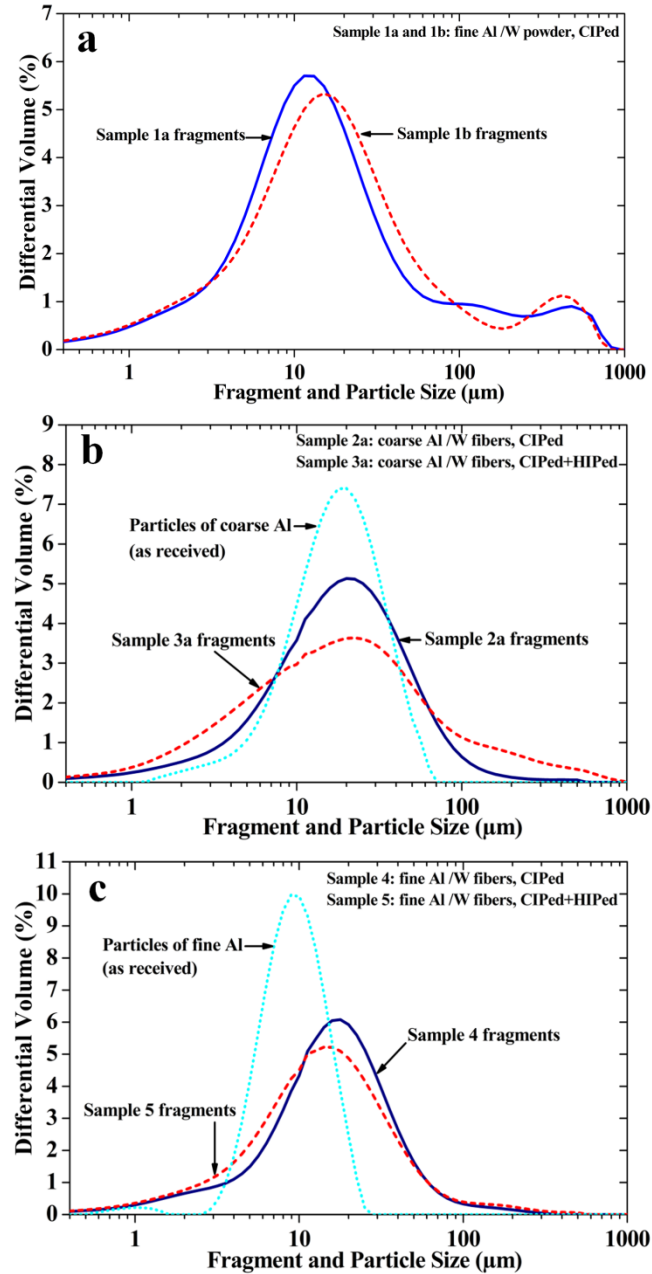 a
Sample 1a and 1b: fine Al /W powder, CIPed
Sample 1a fragments
Sample 1b fragments
Differential Volume (%)
7
6
5
4
3
2
1
0
1 10 100 1000
Fragment and Particle Size (µm)
b
Sample 2a: coarse Al /W fibers, CIPed
Sample 3a: coarse Al /W fibers, CIPed+HIPed
Particles of coarse Al
(as received)
Sample 3a fragments
Sample 2a fragments
Differential Volume (%)
9
8
7
6
5
4
3
2
1
0
1 10 100 1000
Fragment and Particle Size (µm)
c
Sample 4: fine Al /W fibers, CIPed
Sample 5: fine Al /W fibers, CIPed+HIPed
Particles of fine Al
(as received)
Sample 4 fragments
Sample 5 fragments
Differential Volume (%)
11
10
9
8
7
6
5
4
3
2
1
0
1 10 100 1000
Fragment and Particle Size (µm)